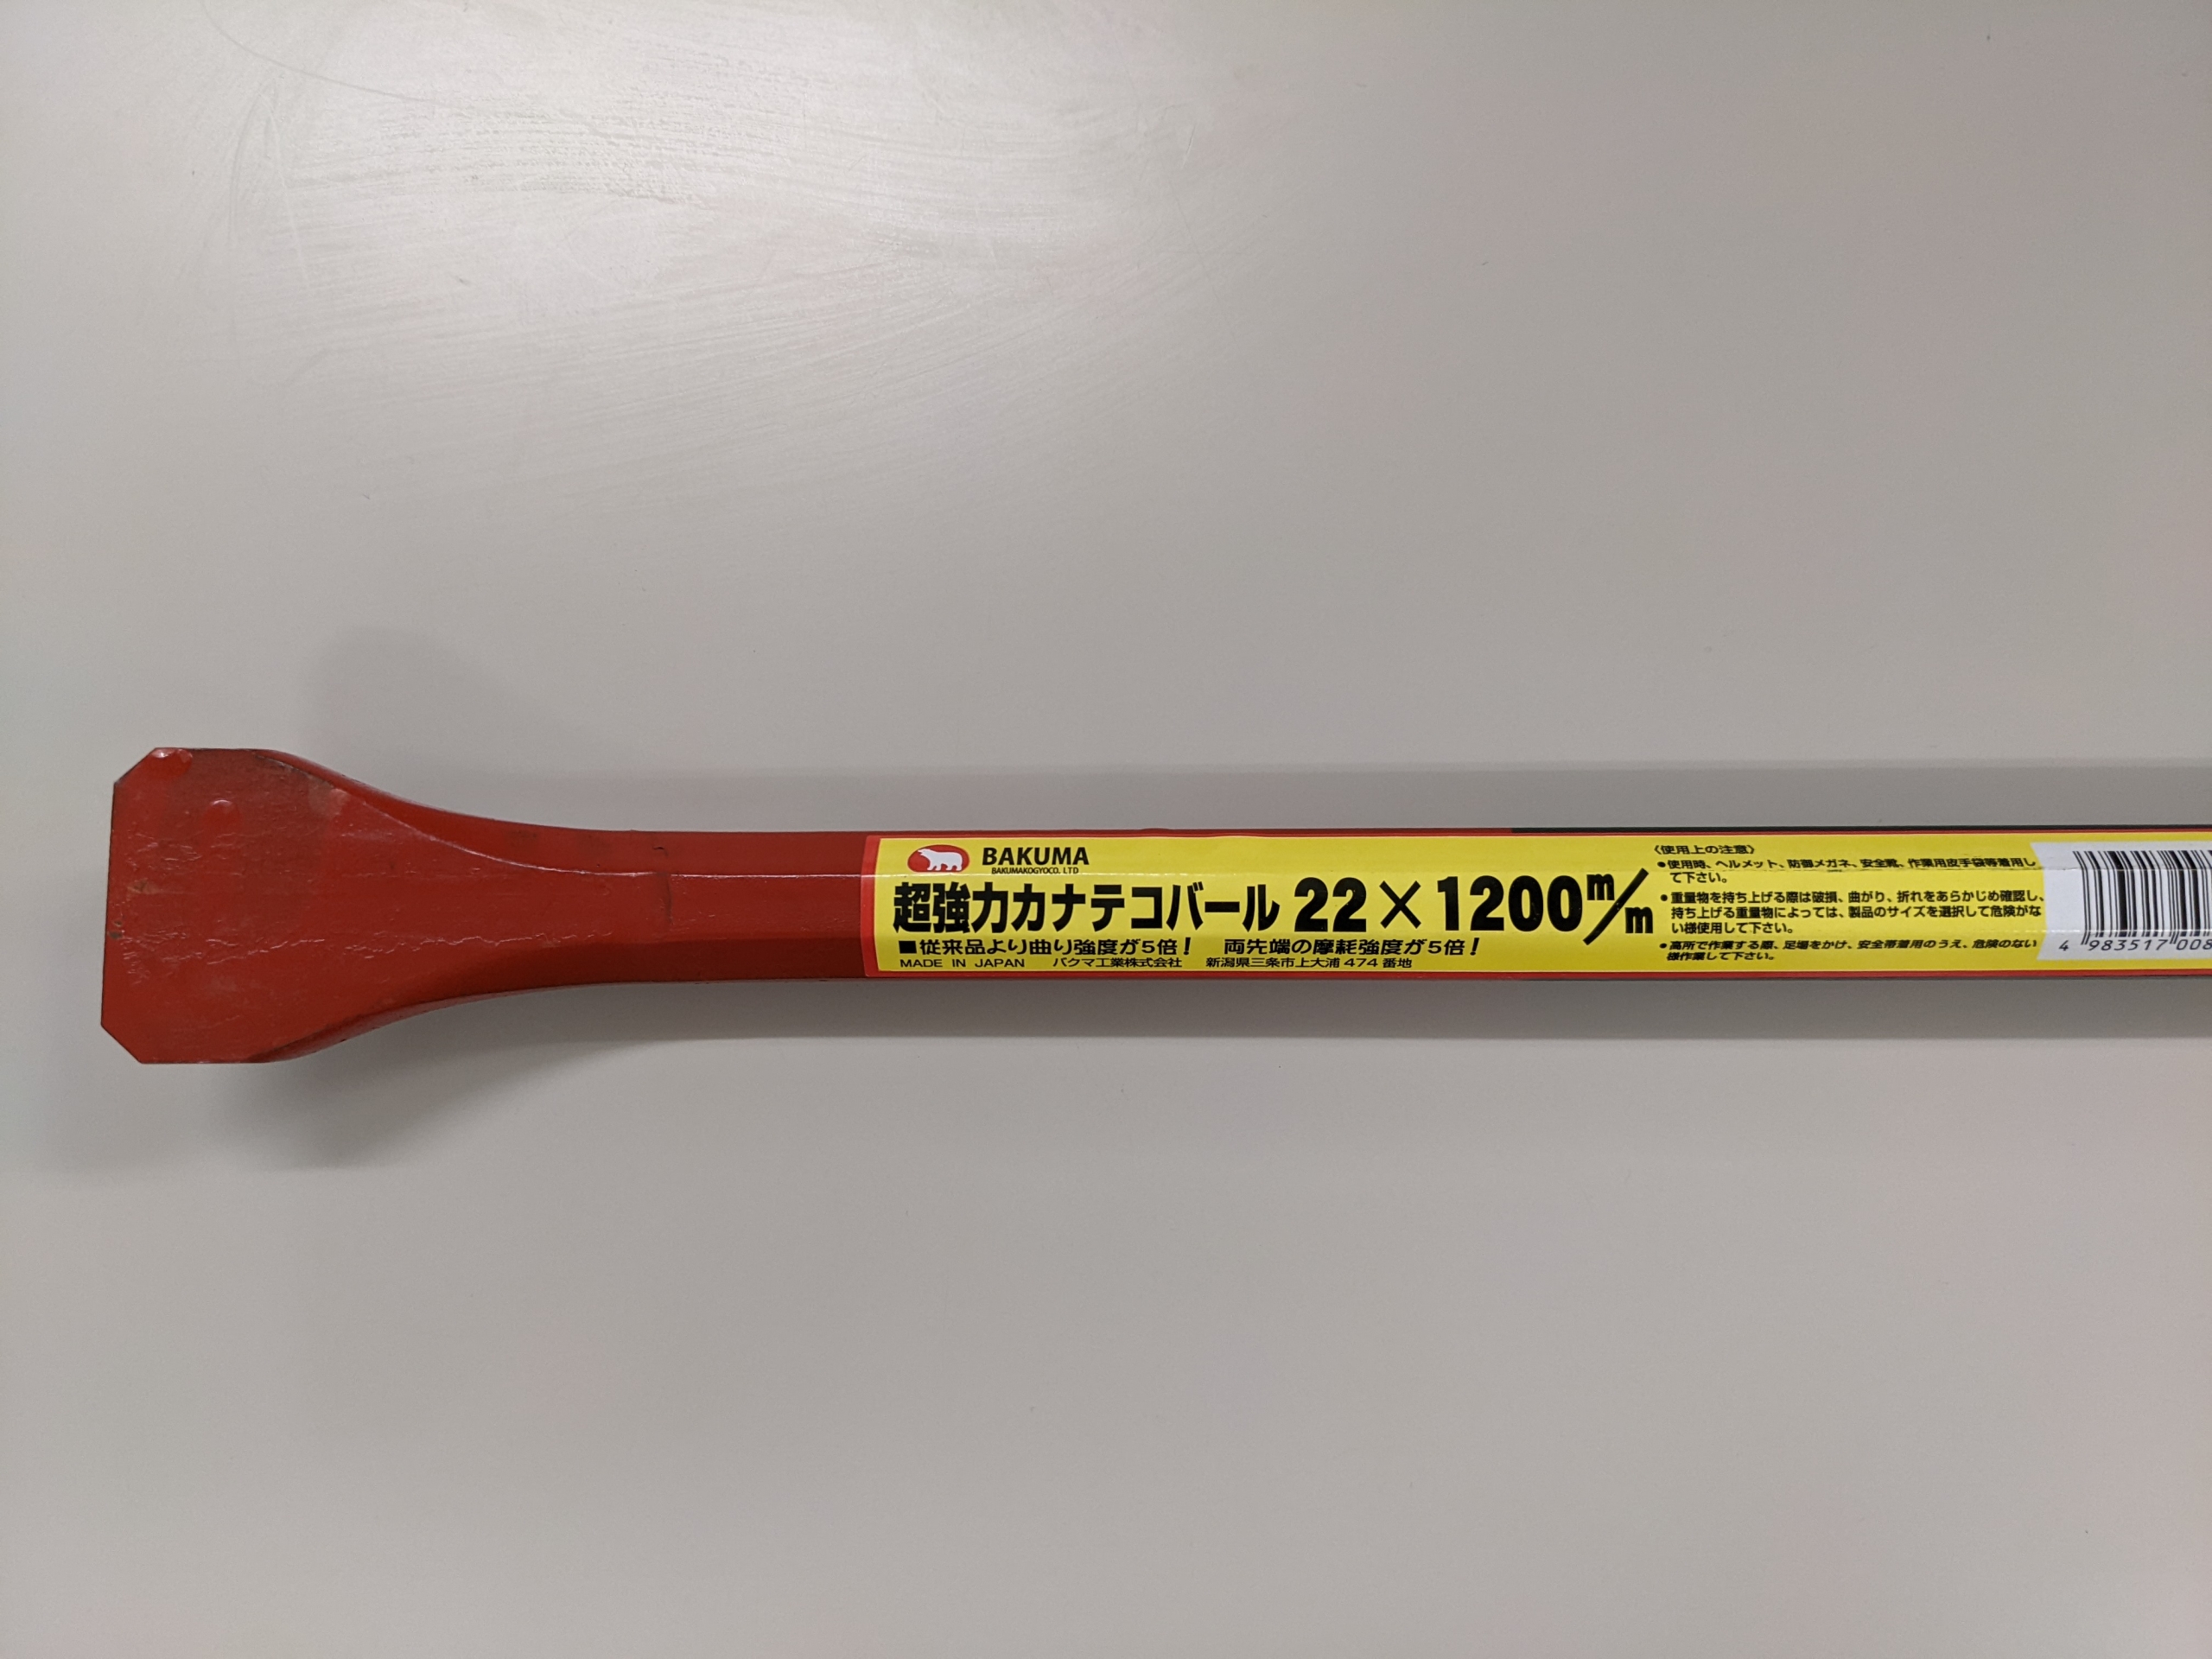 BAKUMA
BAKUMAKOGYOCO. LTD
超強力カナテコバール 22×1200m/m
■従来品より曲り強度が5倍! 両先端の摩耗強度が5倍!
MADE IN JAPAN バクマ工業株式会社 新潟県三条市上大浦474番地
〈使用上の注意〉
●使用時、ヘルメット、防御メガネ、安全靴、作業用皮手袋等着用し
て下さい。
●重量物を持ち上げる際は破損、曲がり、折れをあらかじめ確認し、
持ち上げる重量物によっては、製品のサイズを選択して危険がな
い様使用して下さい。
●高所で作業する際、足場をかけ、安全帯着用のうえ、危険のない
様作業して下さい。
4 983517 008